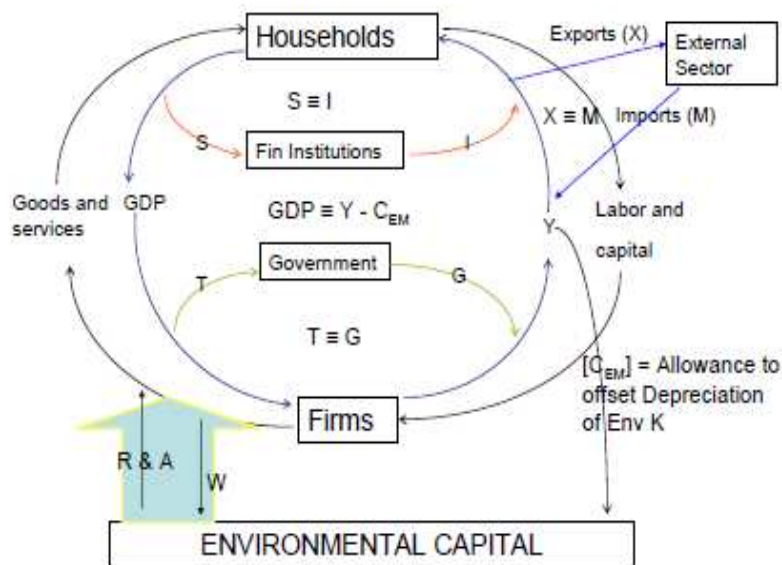 Households
Exports (X)
External
Sector
S ≡ I
X ≡ M
Imports (M)
S
Fin Institutions
I
Goods and
services
GDP
GDP ≡ Y - C_EM
Y
Labor and
capital
Government
T
G
T ≡ G
[C_EM] = Allowance to
offset Depreciation
of Env K
Firms
R & A
W
ENVIRONMENTAL CAPITAL